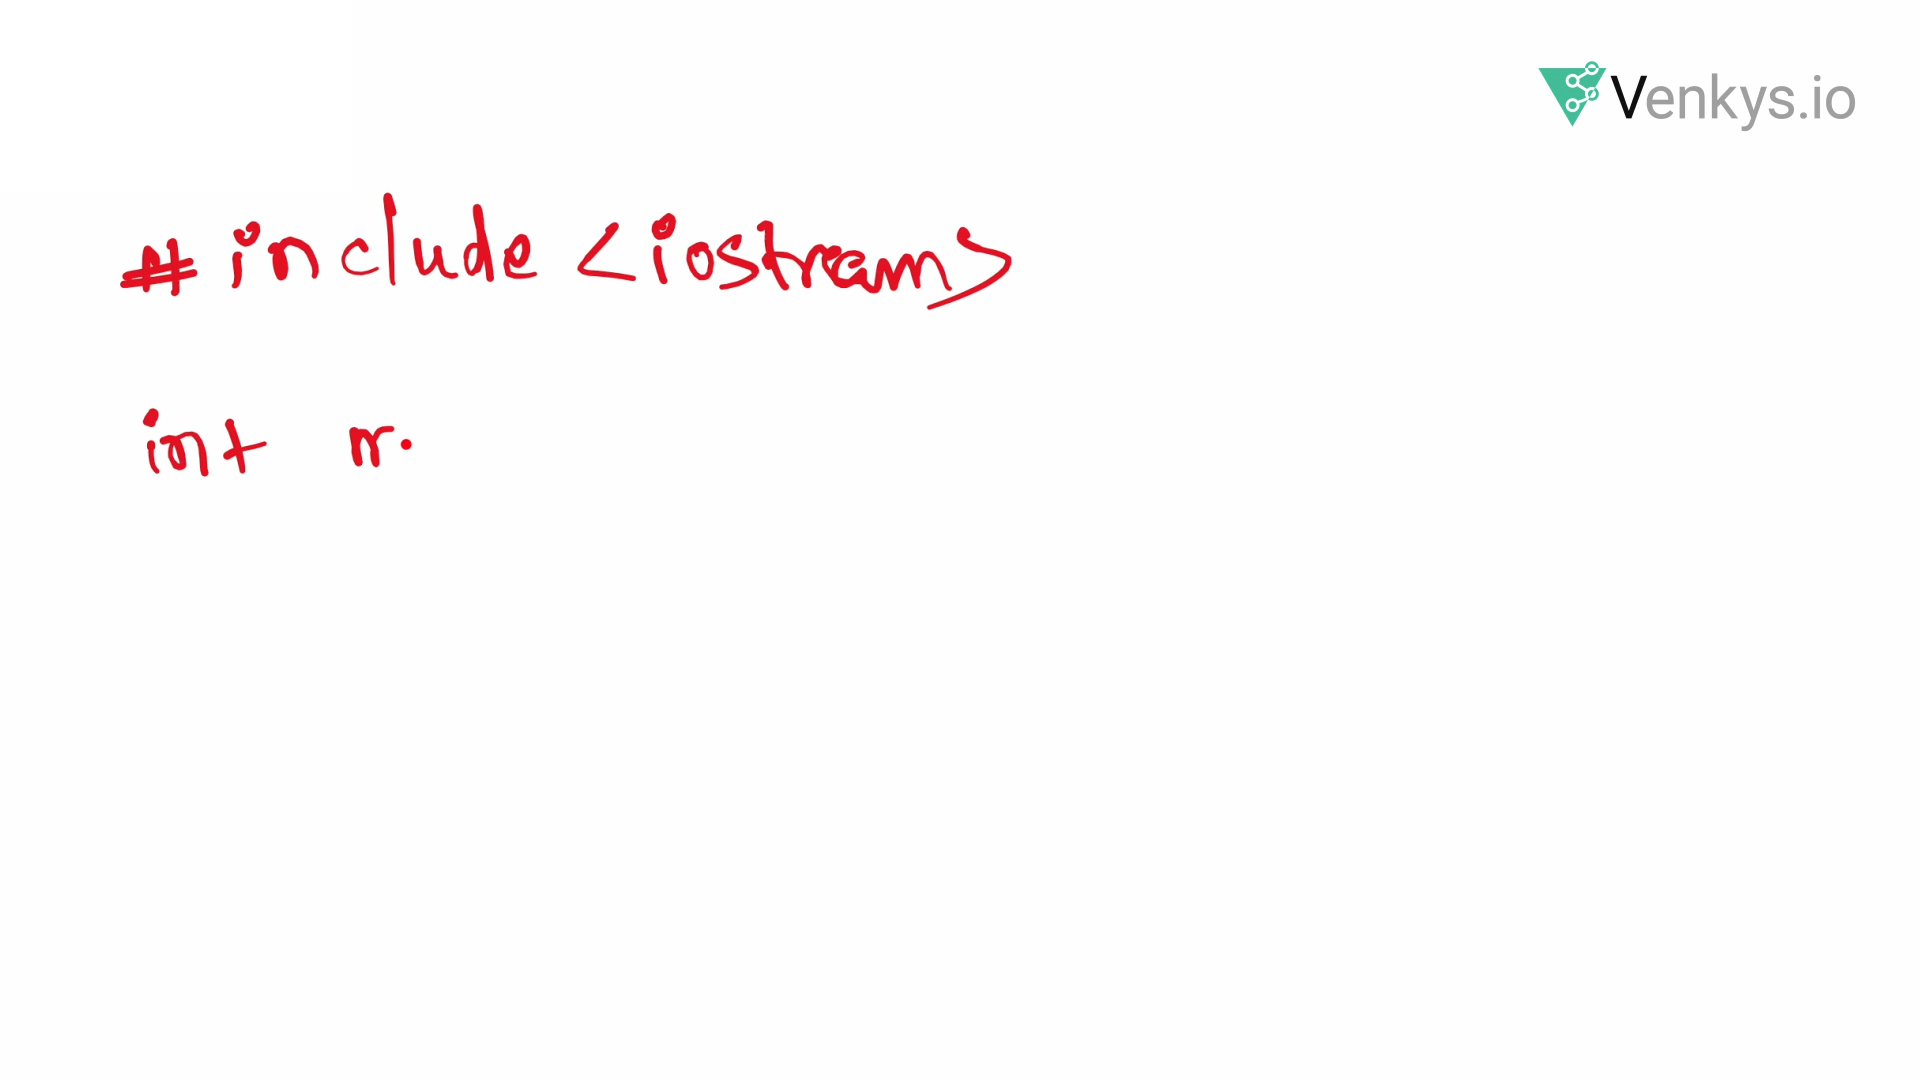 Venkys.io
#include <iostream>
int m